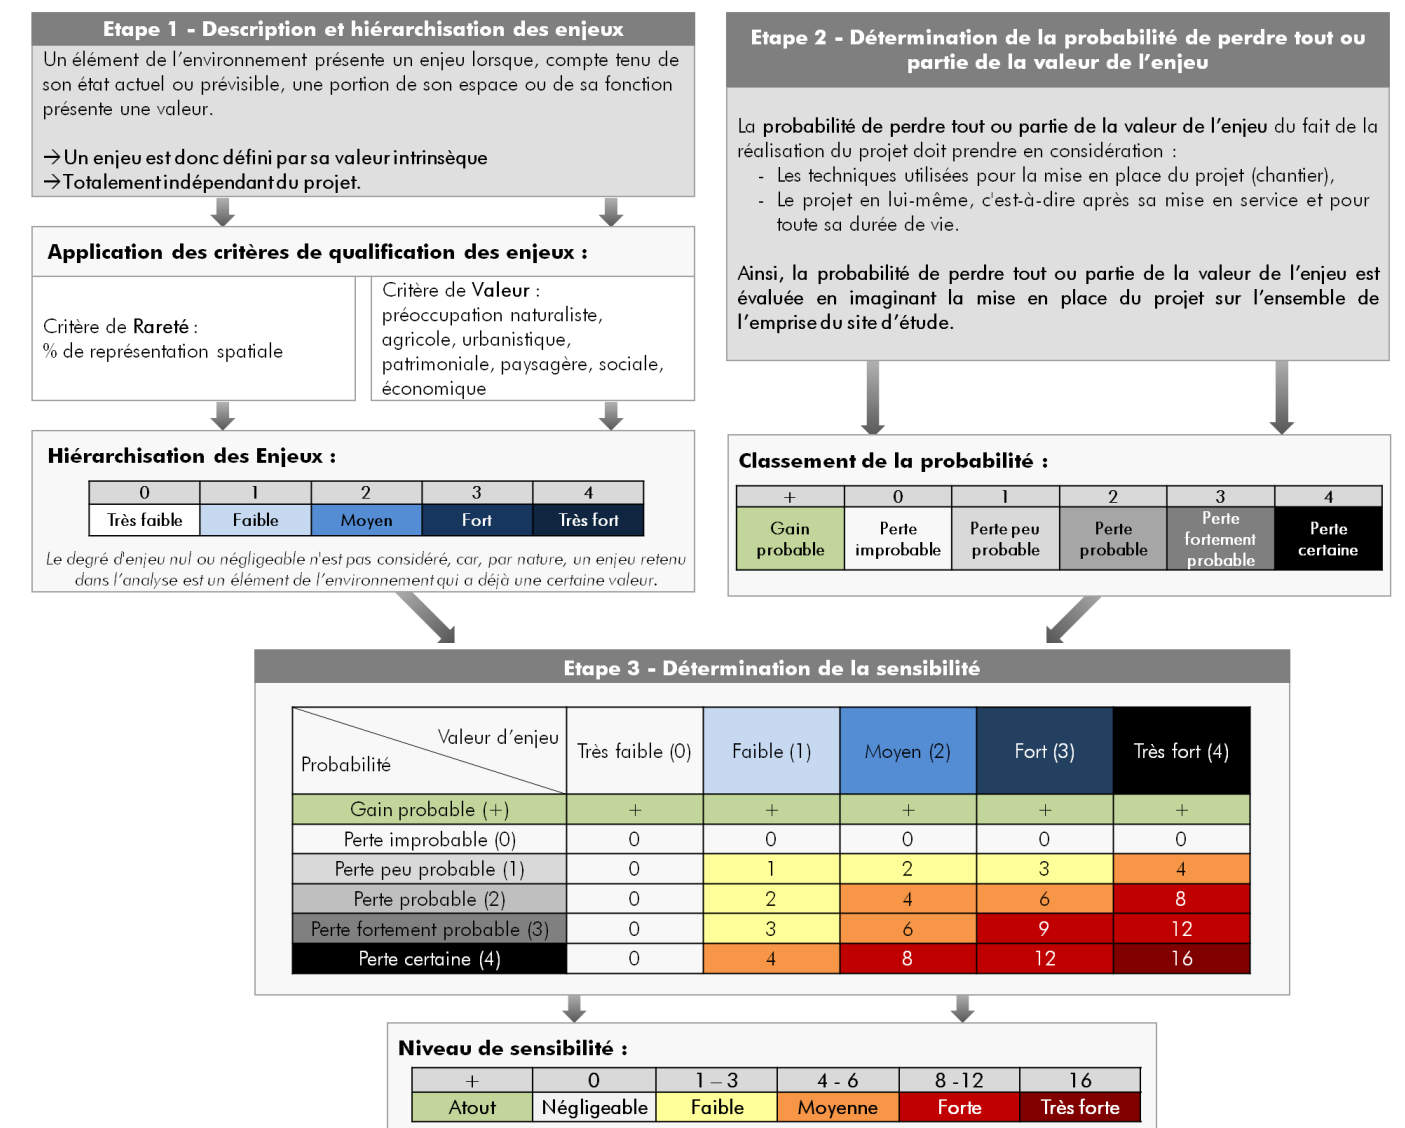 Etape 1 - Description et hiérarchisation des enjeux
Un élément de l'environnement présente un enjeu lorsque, compte tenu de
son état actuel ou prévisible, une portion de son espace ou de sa fonction
présente une valeur.
→Un enjeu est donc défini par sa valeur intrinsèque
→Totalement indépendant du projet.
Application des critères de qualification des enjeux :
Critère de Rareté :
% de représentation spatiale
Critère de Valeur :
préoccupation naturaliste,
agricole, urbanistique,
patrimoniale, paysagère, sociale,
économique
Hiérarchisation des Enjeux :
0 1 2 3 4
Très faible Faible Moyen Fort Très fort
Le degré d'enjeu nul ou négligeable n'est pas considéré, car, par nature, un enjeu retenu
dans l'analyse est un élément de l'environnement qui a déjà une certaine valeur.
Etape 2 - Détermination de la probabilité de perdre tout ou
partie de la valeur de l'enjeu
La probabilité de perdre tout ou partie de la valeur de l'enjeu du fait de la
réalisation du projet doit prendre en considération :
- Les techniques utilisées pour la mise en place du projet (chantier),
- Le projet en lui-même, c'est-à-dire après sa mise en service et pour
toute sa durée de vie.
Ainsi, la probabilité de perdre tout ou partie de la valeur de l'enjeu est
évaluée en imaginant la mise en place du projet sur l'ensemble de
l'emprise du site d'étude.
Classement de la probabilité :
+ 0 1 2 3 4
Gain
probable
Perte
improbable
Perte peu
probable
Perte
probable
Perte
fortement
probable
Perte
certaine
Etape 3 - Détermination de la sensibilité
Valeur d'enjeu
Probabilité
Très faible (0) Faible (1) Moyen (2) Fort (3) Très fort (4)
Gain probable (+) + + + + +
Perte improbable (0) 0 0 0 0 0
Perte peu probable (1) 0 1 2 3 4
Perte probable (2) 0 2 4 6 8
Perte fortement probable (3) 0 3 6 9 12
Perte certaine (4) 0 4 8 12 16
Niveau de sensibilité :
+ 0 1 – 3 4 - 6 8 -12 16
Atout Négligeable Faible Moyenne Forte Très forte